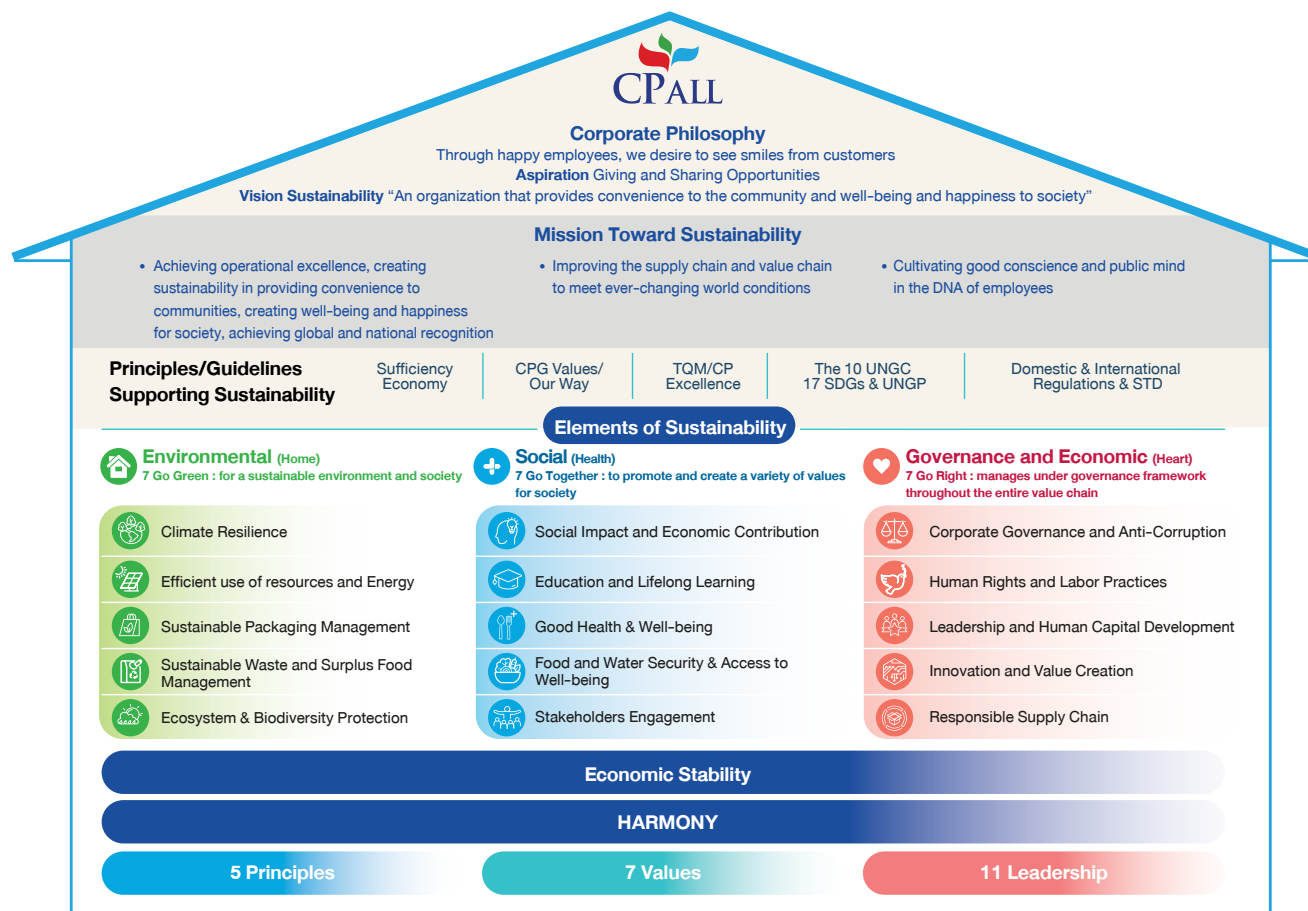 CPALL
Corporate Philosophy
Through happy employees, we desire to see smiles from customers
Aspiration Giving and Sharing Opportunities
Vision Sustainability “An organization that provides convenience to the community and well-being and happiness to society”
Mission Toward Sustainability
• Achieving operational excellence, creating
sustainability in providing convenience to
communities, creating well-being and happiness
for society, achieving global and national recognition
• Improving the supply chain and value chain
to meet ever-changing world conditions
• Cultivating good conscience and public mind
in the DNA of employees
Principles/Guidelines
Supporting Sustainability
Sufficiency
Economy
CPG Values/
Our Way
TQM/CP
Excellence
The 10 UNGC
17 SDGs & UNGP
Domestic & International
Regulations & STD
Elements of Sustainability
Environmental (Home)
7 Go Green : for a sustainable environment and society
Climate Resilience
Efficient use of resources and Energy
Sustainable Packaging Management
Sustainable Waste and Surplus Food
Management
Ecosystem & Biodiversity Protection
Social (Health)
7 Go Together : to promote and create a variety of values
for society
Social Impact and Economic Contribution
Education and Lifelong Learning
Good Health & Well-being
Food and Water Security & Access to
Well-being
Stakeholders Engagement
Governance and Economic (Heart)
7 Go Right : manages under governance framework
throughout the entire value chain
Corporate Governance and Anti-Corruption
Human Rights and Labor Practices
Leadership and Human Capital Development
Innovation and Value Creation
Responsible Supply Chain
Economic Stability
HARMONY
5 Principles
7 Values
11 Leadership